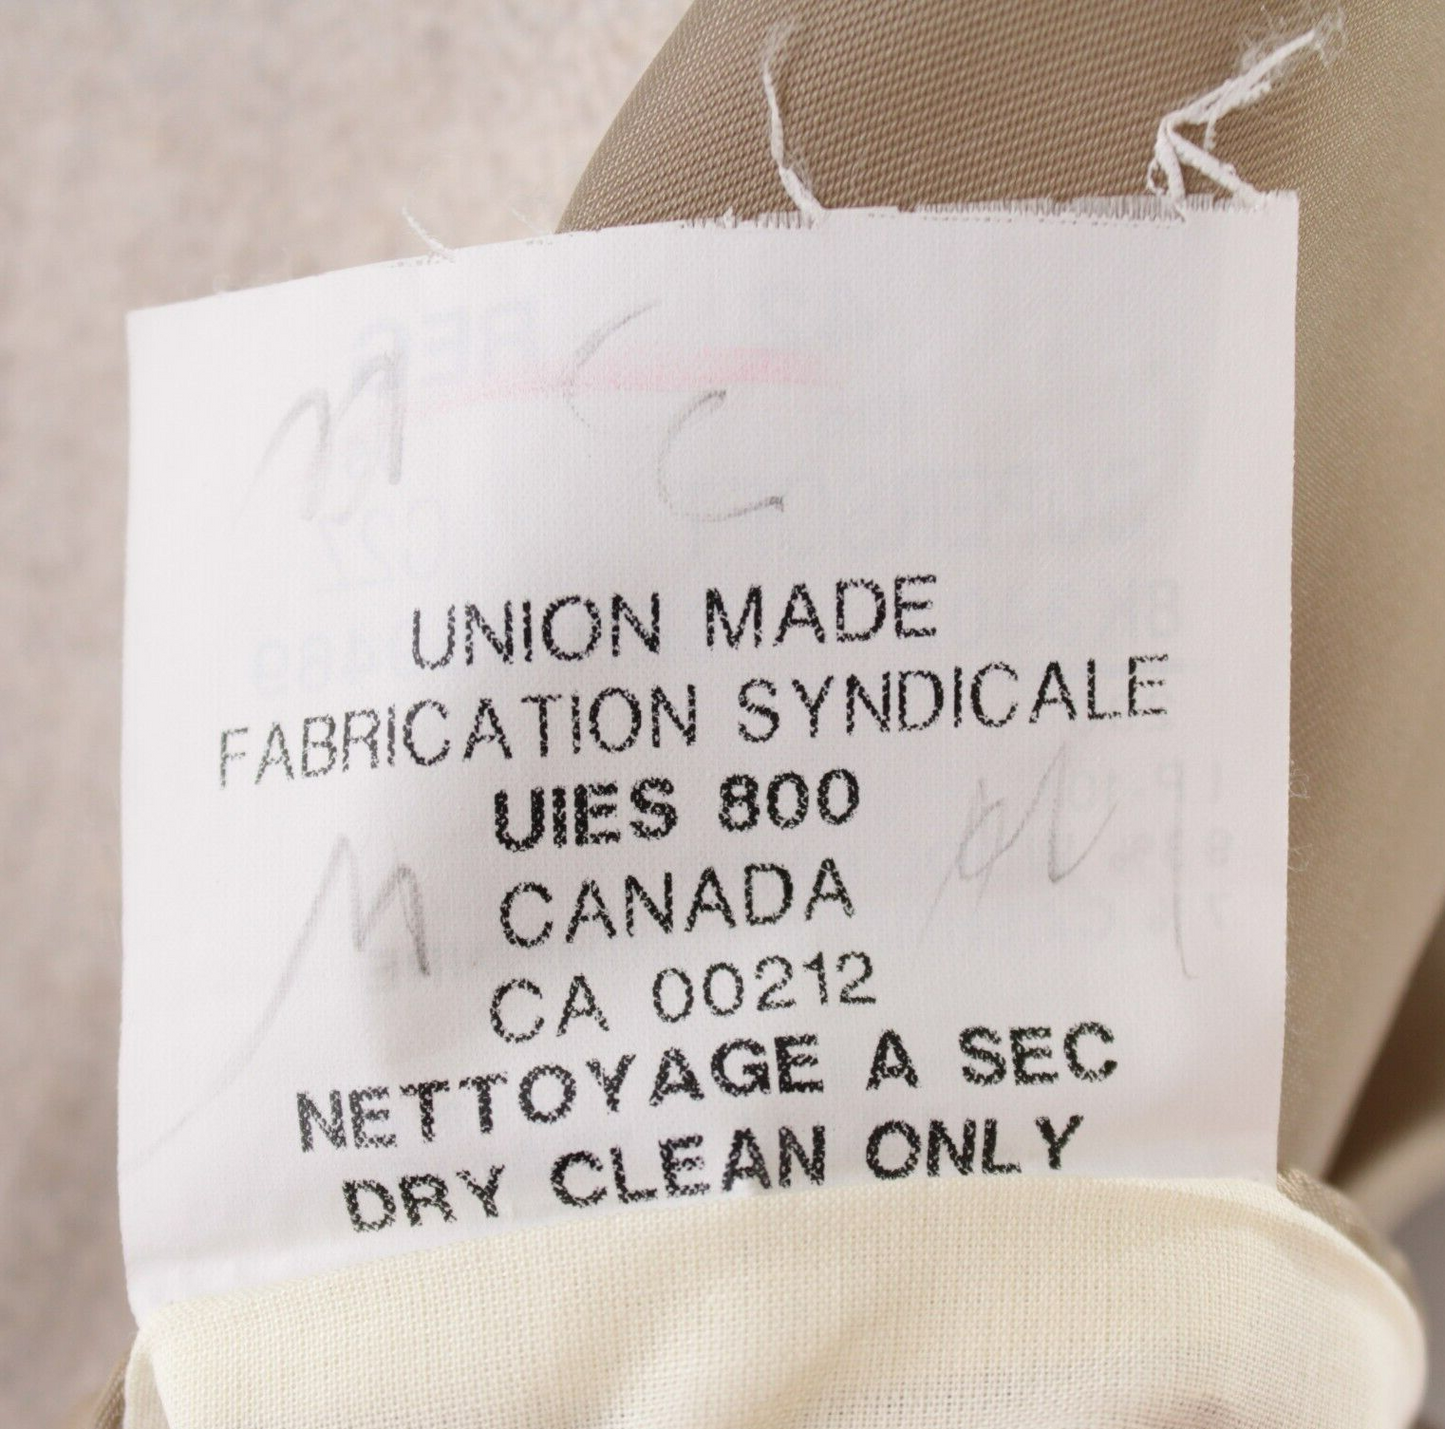 UNION MADE
FABRICATION SYNDICALE
UIES 800
CANADA
CA 00212
NETTOYAGE A SEC
DRY CLEAN ONLY